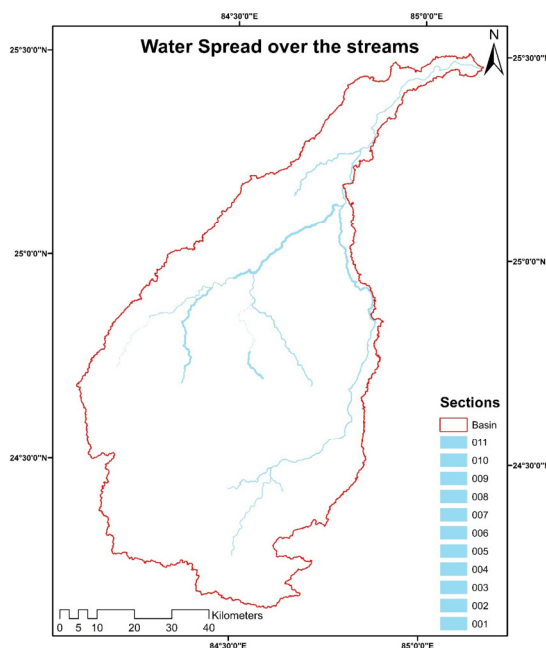 84°30'0"E 85°0'0"E
25°30'0"N 25°30'0"N
Water Spread over the streams
N
25°0'0"N 25°0'0"N
Sections
Basin
011
010
24°30'0"N 24°30'0"N
009
008
007
006
005
004
003
002
001
Kilometers
0 5 10 20 30 40
84°30'0"E 85°0'0"E